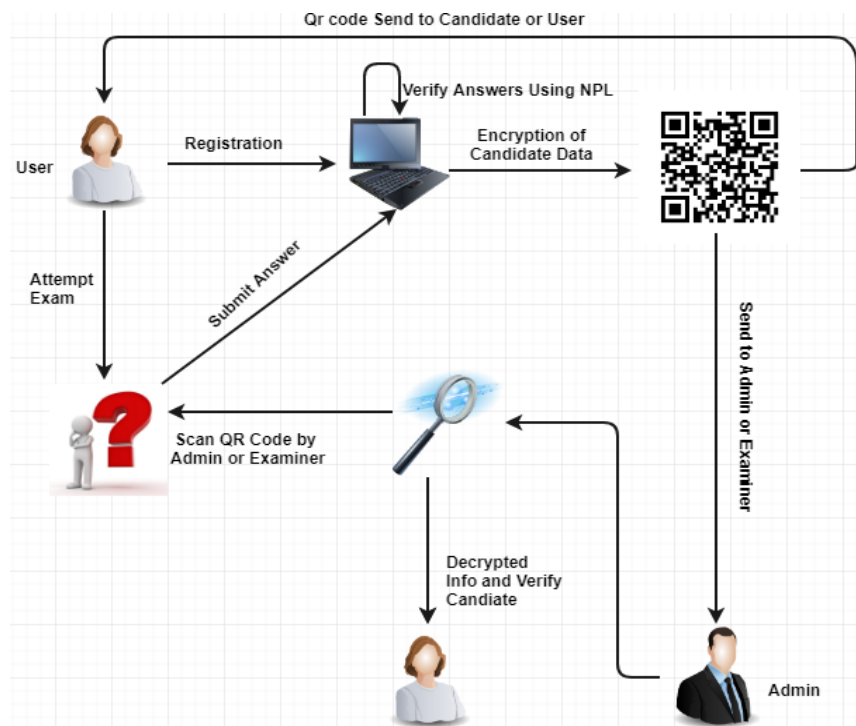 Qr code Send to Candidate or User
Verify Answers Using NPL
Registration
Encryption of
Candidate Data
User
Attempt
Exam
Submit Answer
Send to Admin or Examiner
Scan QR Code by
Admin or Examiner
Decrypted
Info and Verify
Candiate
Admin